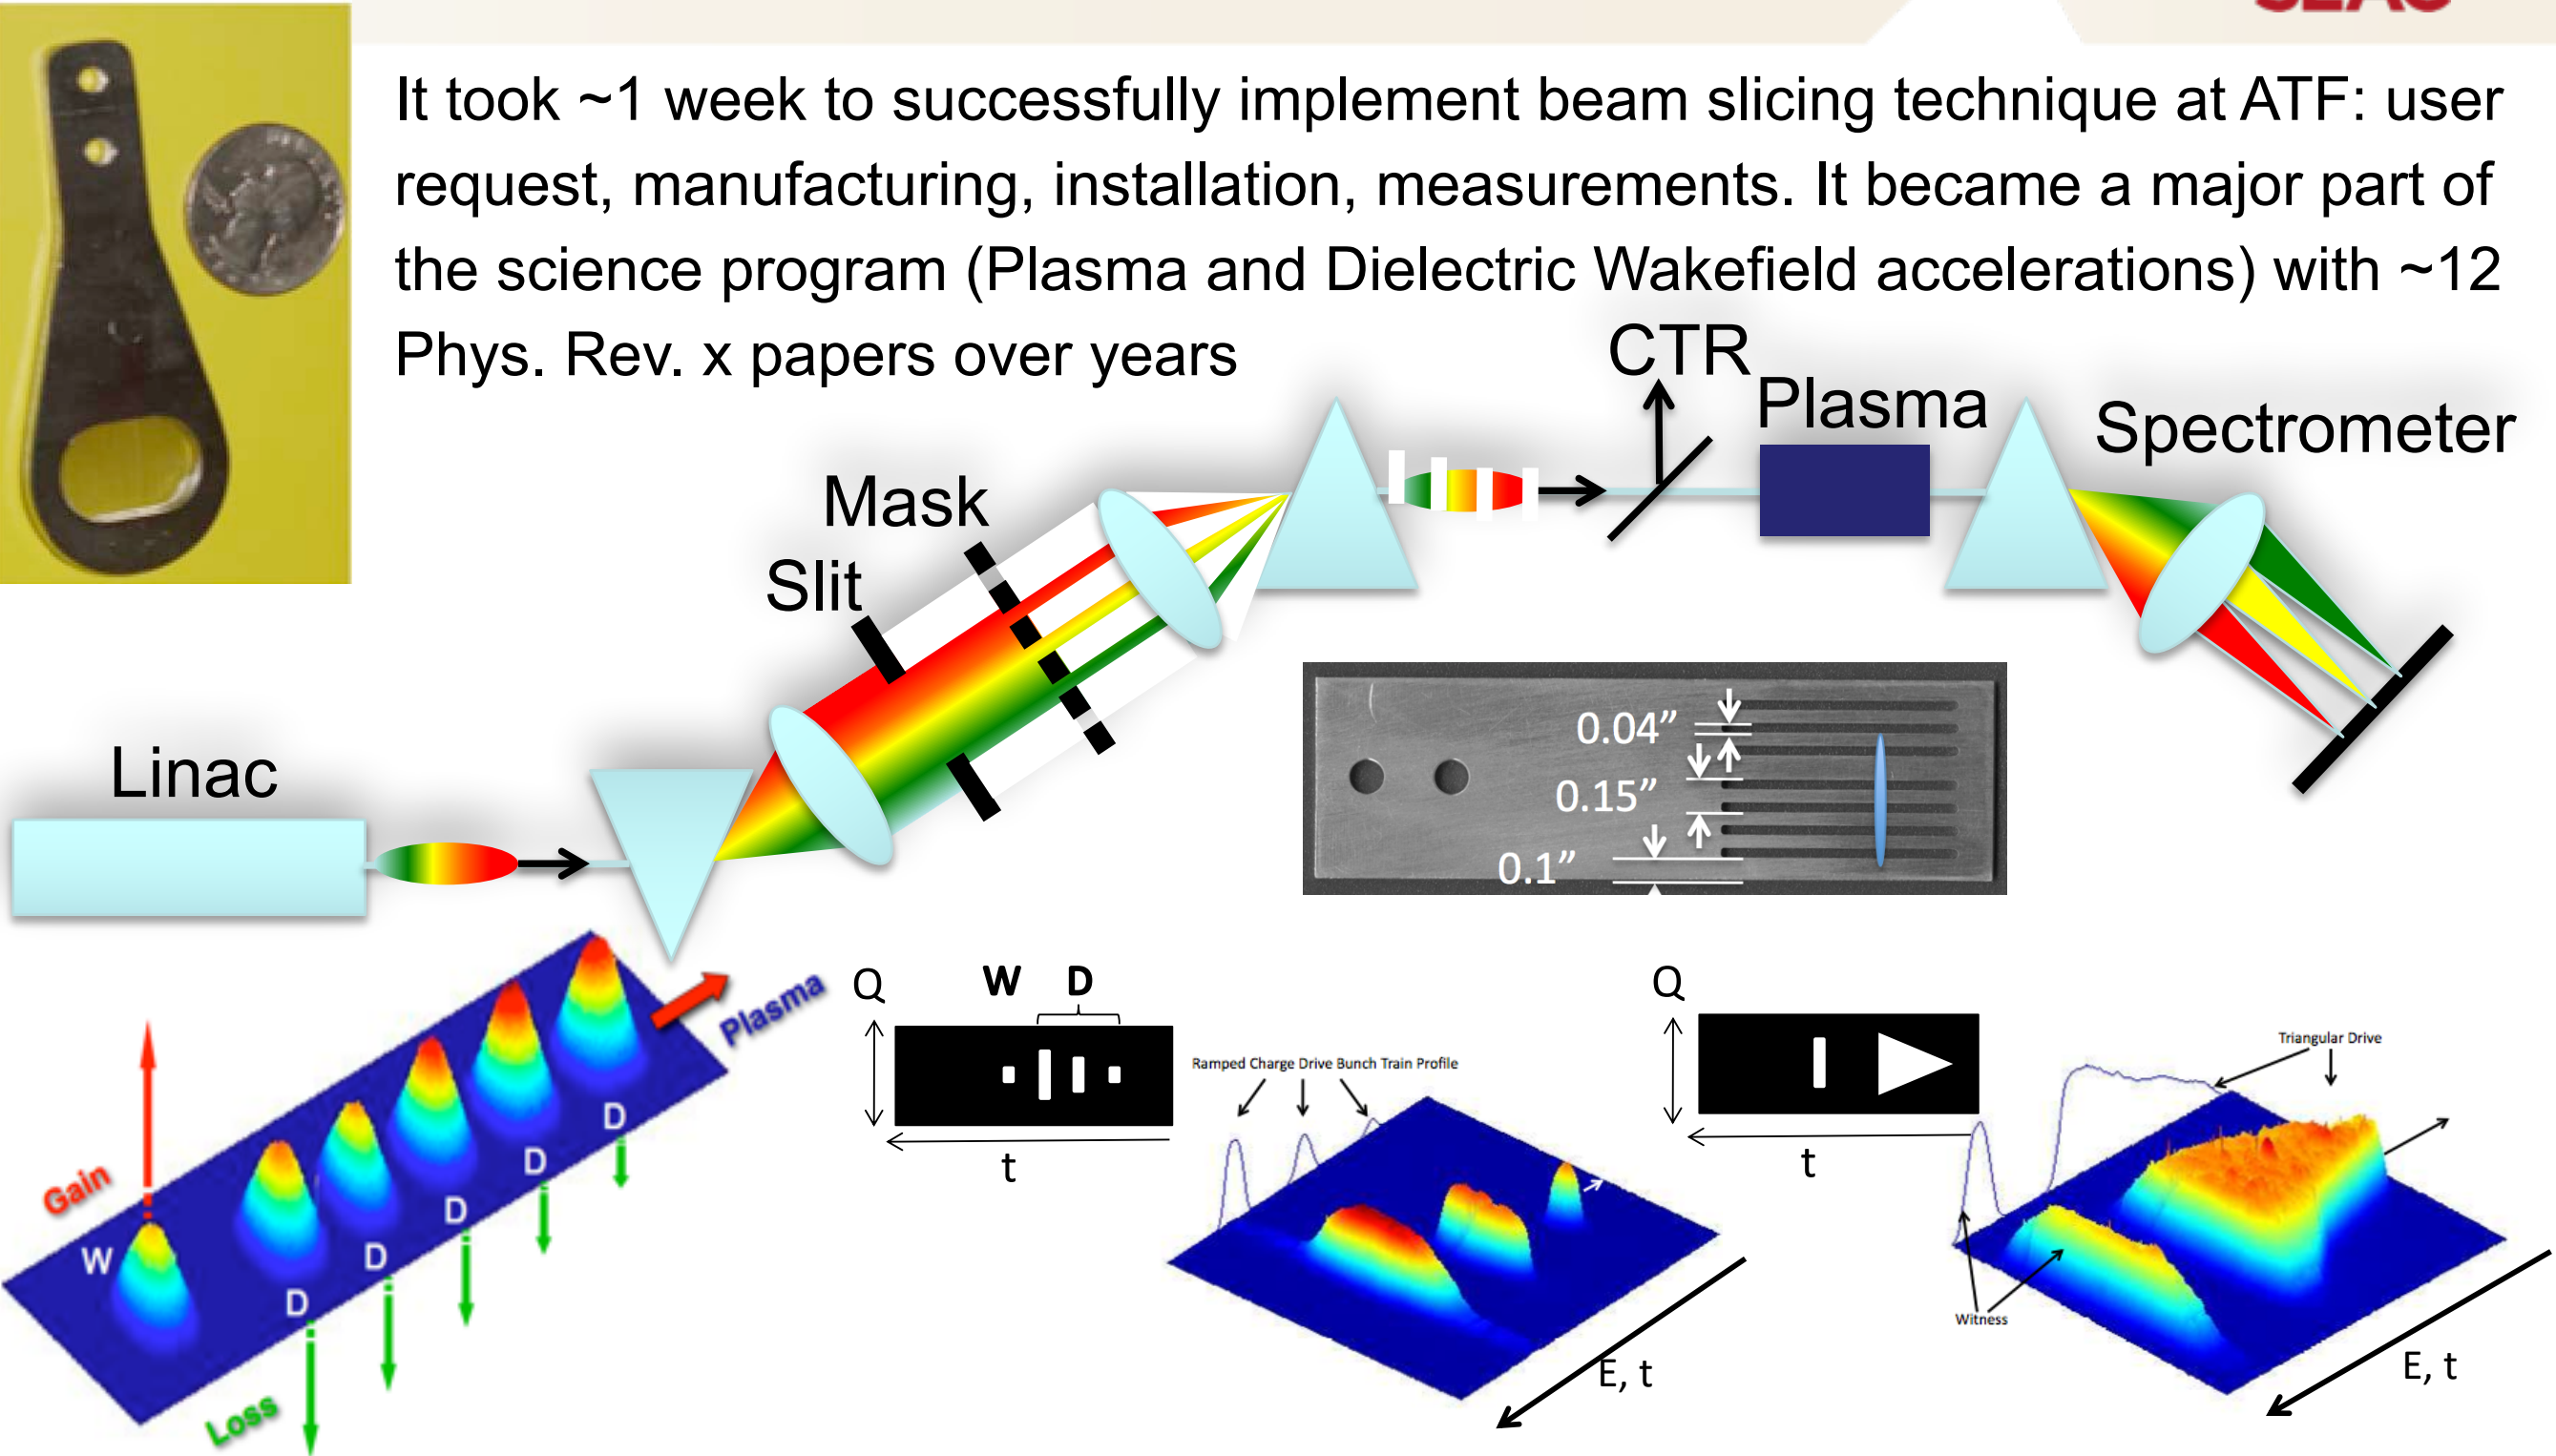 SLAC
It took ~1 week to successfully implement beam slicing technique at ATF: user
request, manufacturing, installation, measurements. It became a major part of
the science program (Plasma and Dielectric Wakefield accelerations) with ~12
Phys. Rev. x papers over years
CTR
Plasma
Spectrometer
Mask
Slit
Linac
0.04”
0.15”
0.1”
Plasma
Gain
W
D
D
D
D
D
Loss
Q
W D
t
Ramped Charge Drive Bunch Train Profile
E, t
Q
t
Triangular Drive
Witness
E, t